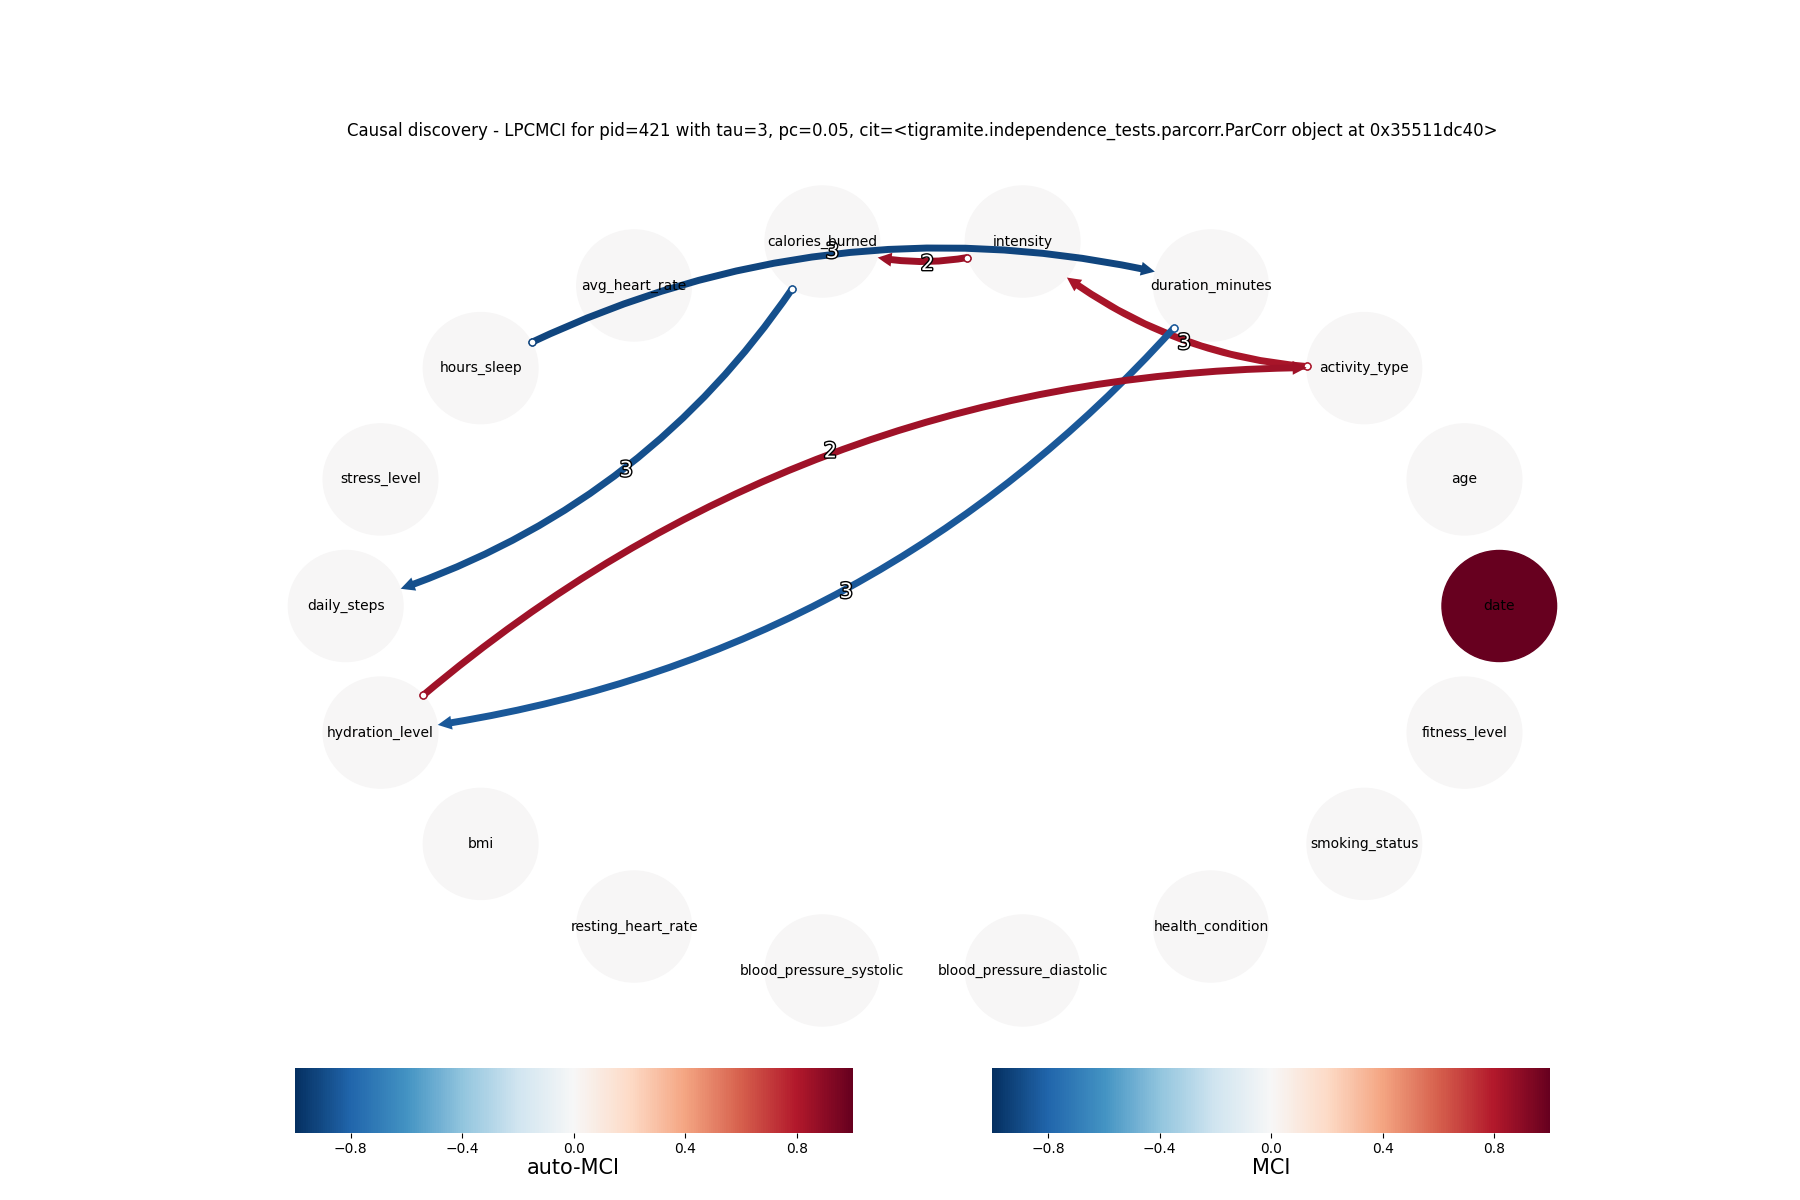 Causal discovery - LPCMCI for pid=421 with tau=3, pc=0.05, cit=<tigramite.independence_tests.parcorr.ParCorr object at 0x35511dc40>
calories_burned
intensity
3
2
avg_heart_rate
duration_minutes
3
hours_sleep
activity_type
2
3
stress_level
age
3
daily_steps
date
hydration_level
fitness_level
bmi
smoking_status
resting_heart_rate
health_condition
blood_pressure_systolic
blood_pressure_diastolic
−0.8 −0.4 0.0 0.4 0.8
auto-MCI
−0.8 −0.4 0.0 0.4 0.8
MCI